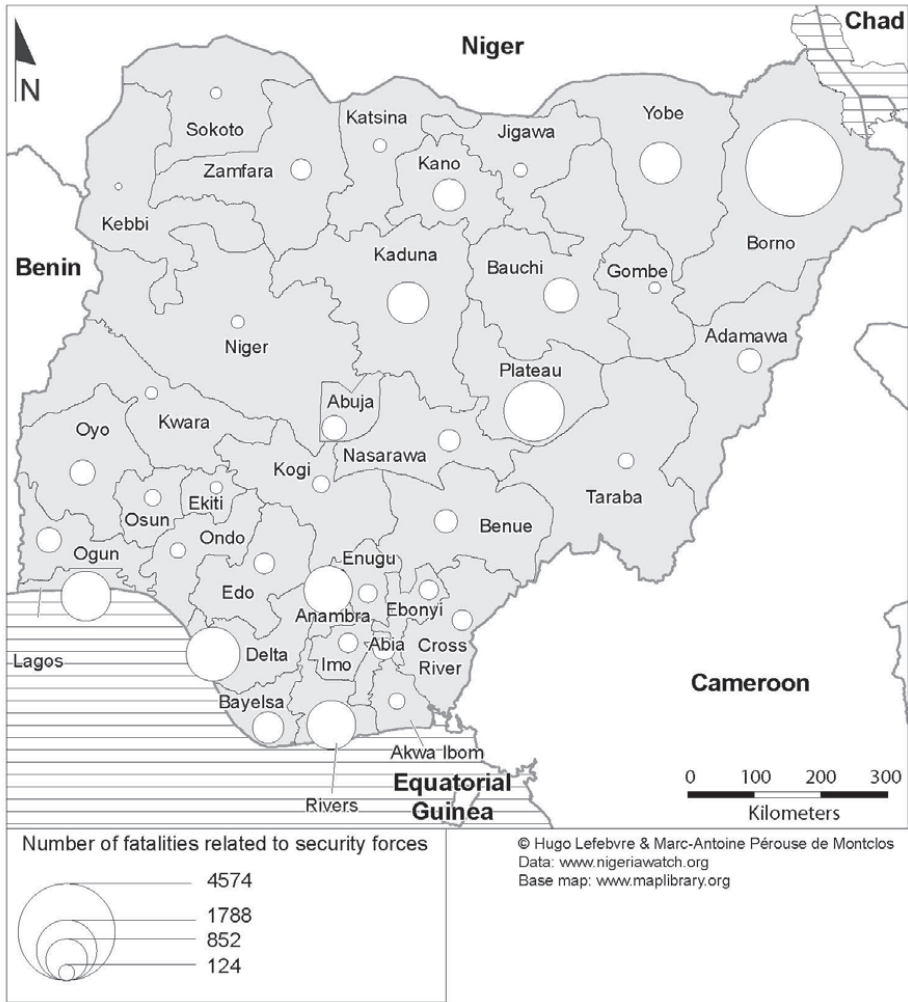 Chad
Niger
N
Sokoto
Katsina
Jigawa
Yobe
Zamfara
Kano
Kebbi
Borno
Benin
Kaduna
Bauchi
Gombe
Niger
Adamawa
Plateau
Abuja
Kwara
Oyo
Kogi
Nasarawa
Taraba
Osun
Ekiti
Benue
Ondo
Ogun
Enugu
Edo
Anambra
Ebonyi
Lagos
Delta
Imo
Abia
Cross
River
Bayelsa
Cameroon
Akwa Ibom
Rivers
Equatorial
Guinea
0 100 200 300
Kilometers
Number of fatalities related to security forces
4574
1788
852
124
© Hugo Lefebvre & Marc-Antoine Pérouse de Montclos
Data: www.nigeriawatch.org
Base map: www.maplibrary.org